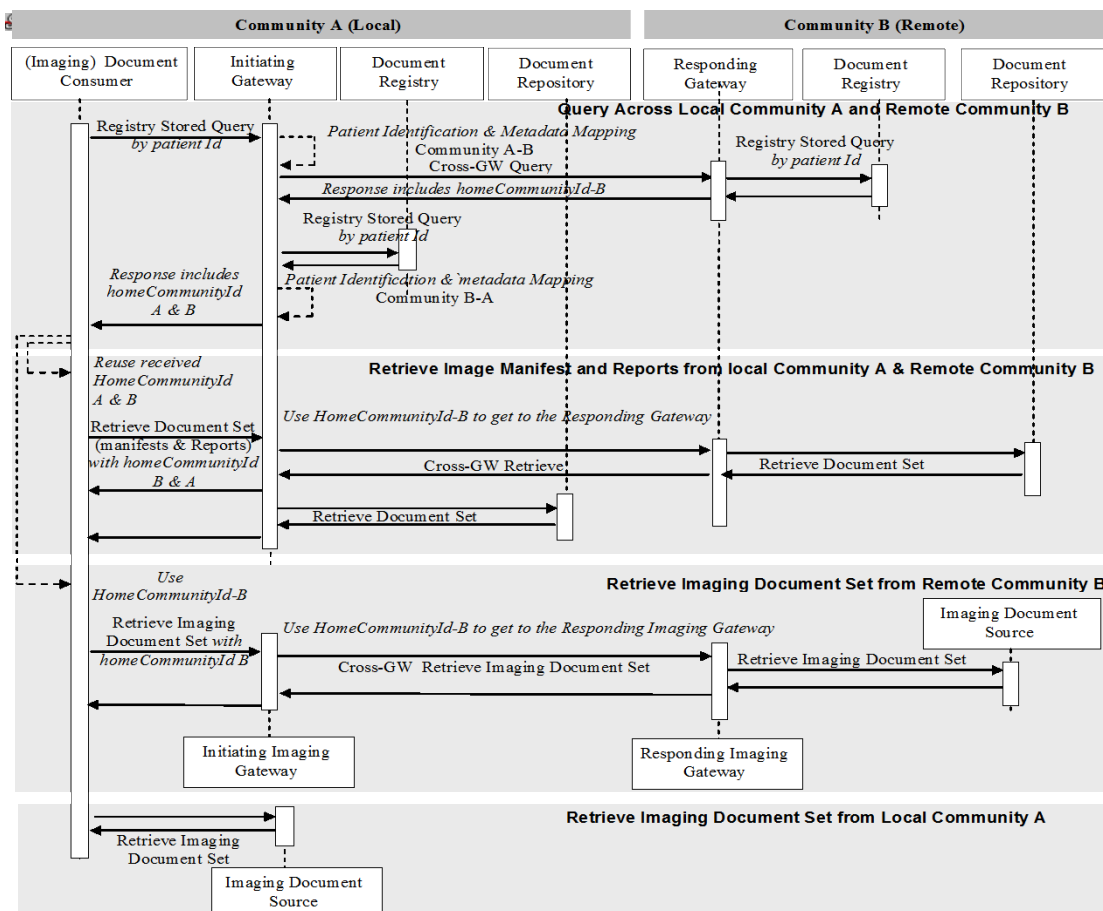 Community A (Local)
Community B (Remote)
(Imaging) Document
Consumer
Initiating
Gateway
Document
Registry
Document
Repository
Responding
Gateway
Document
Registry
Document
Repository
Query Across Local Community A and Remote Community B
Registry Stored Query
by patient Id
Patient Identification & Metadata Mapping
Community A-B
Cross-GW Query
Registry Stored Query
by patient Id
Response includes homeCommunityId-B
Registry Stored Query
by patient Id
Response includes
homeCommunityId
A & B
Patient Identification &`metadata Mapping
Community B-A
Reuse received
HomeCommunityId
A & B
Retrieve Image Manifest and Reports from local Community A & Remote Community B
Use HomeCommunityId-B to get to the Responding Gateway
Retrieve Document Set
(manifests & Reports)
with homeCommunityId
B & A
Cross-GW Retrieve
Retrieve Document Set
Retrieve Document Set
Use
HomeCommunityId-B
Retrieve Imaging Document Set from Remote Community B
Imaging Document
Source
Retrieve Imaging
Document Set with
homeCommunityId B
Use HomeCommunityId-B to get to the Responding Imaging Gateway
Cross-GW Retrieve Imaging Document Set
Retrieve Imaging Document Set
Initiating Imaging
Gateway
Responding Imaging
Gateway
Retrieve Imaging Document Set from Local Community A
Retrieve Imaging
Document Set
Imaging Document
Source